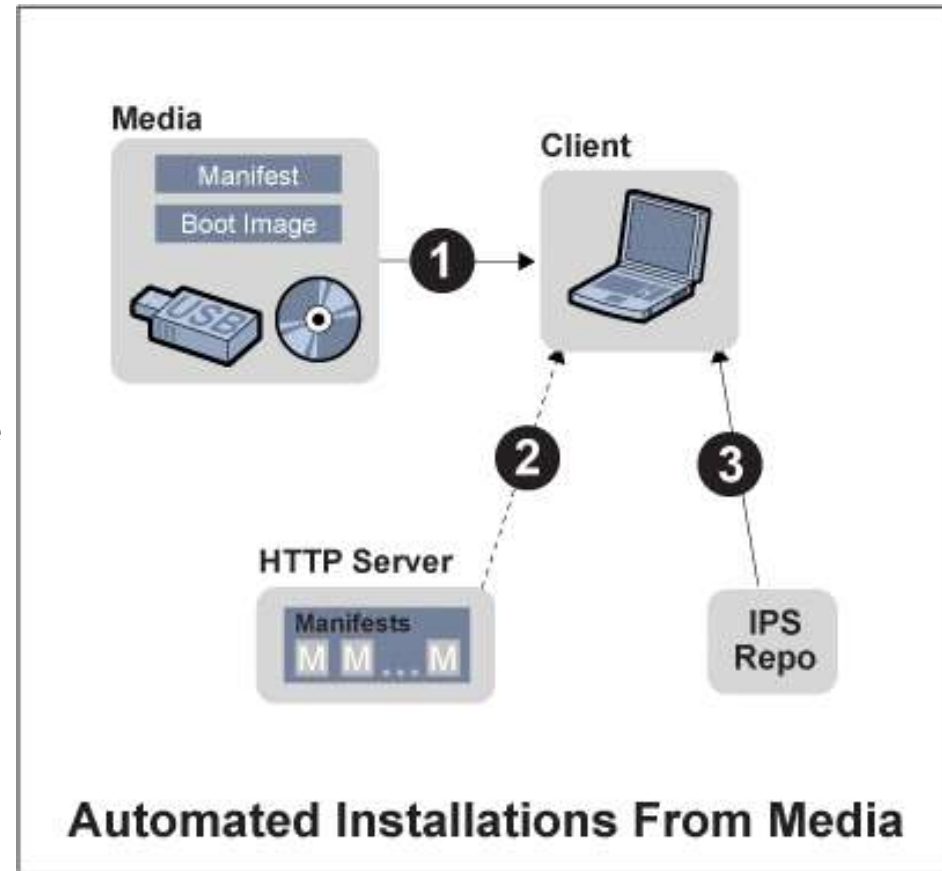 Media
Manifest
Boot Image
USB
1
Client
2
3
HTTP Server
Manifests
M M ... M
IPS
Repo
Automated Installations From Media